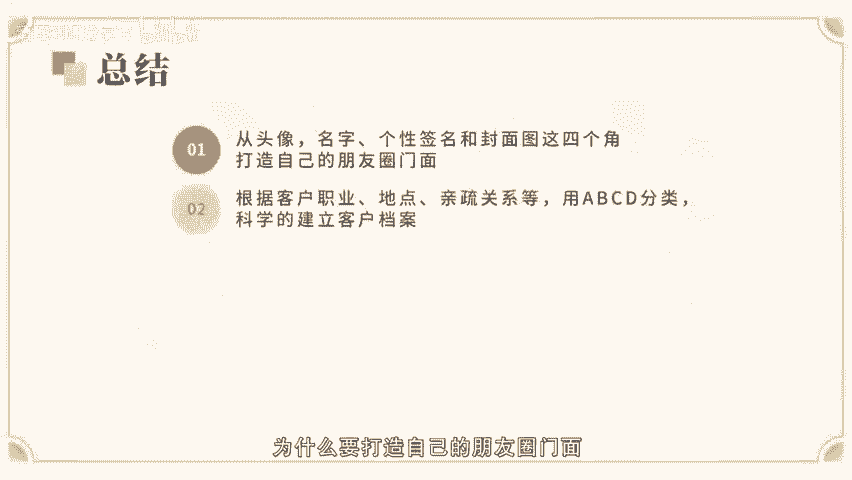 总结
01
从头像，名字、个性签名和封面图这四个角
打造自己的朋友圈门面
02
根据客户职业、地点、亲疏关系等，用ABCD分类，
科学的建立客户档案
为什么要打造自己的朋友圈门面